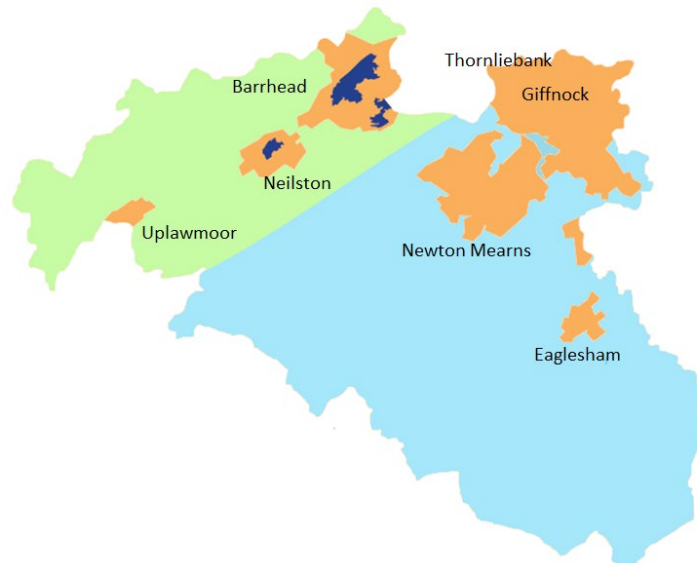 Thornliebank
Barrhead
Giffnock
Neilston
Uplawmoor
Newton Mearns
Eaglesham